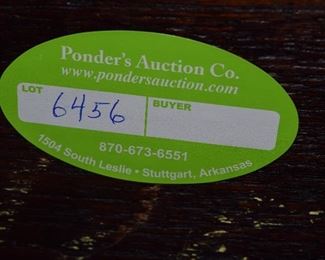 Ponder's Auction Co.
www.pondersauction.com
LOT 6456 BUYER
870-673-6551
1504 South Leslie • Stuttgart, Arkansas